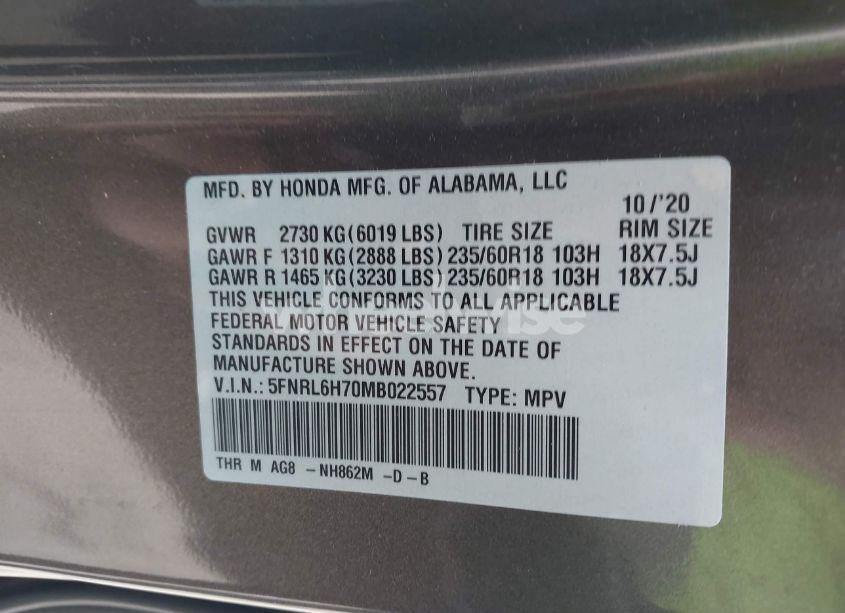 MFD. BY HONDA MFG. OF ALABAMA, LLC
10/'20
GVWR 2730 KG(6019 LBS) TIRE SIZE RIM SIZE
GAWR F 1310 KG(2888 LBS) 235/60R18 103H 18X7.5J
GAWR R 1465 KG(3230 LBS) 235/60R18 103H 18X7.5J
THIS VEHICLE CONFORMS TO ALL APPLICABLE
FEDERAL MOTOR VEHICLE SAFETY
STANDARDS IN EFFECT ON THE DATE OF
MANUFACTURE SHOWN ABOVE.
V.I.N.: 5FNRL6H70MB022557 TYPE: MPV
THR M AG8 -NH862M -D-B